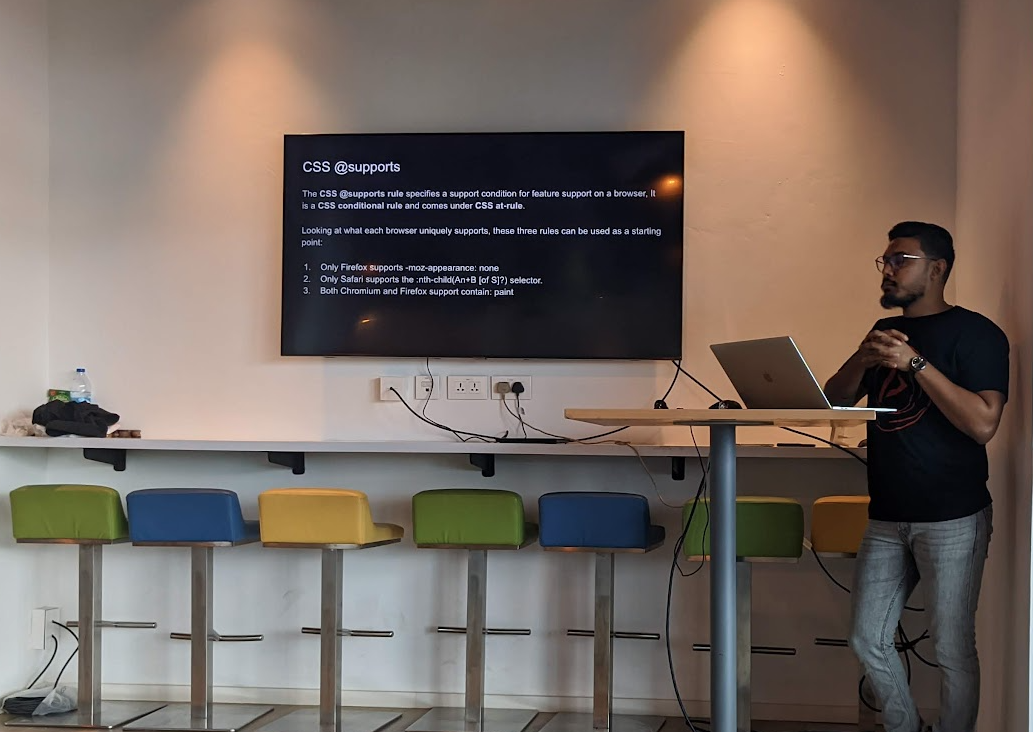 CSS @supports
The CSS @supports rule specifies a support condition for feature support on a browser, It
is a CSS conditional rule and comes under CSS at-rule.
Looking at what each browser uniquely supports, these three rules can be used as a starting
point:
1. Only Firefox supports -moz-appearance: none
2. Only Safari supports the :nth-child(An+B [of S]?) selector.
3. Both Chromium and Firefox support contain: paint